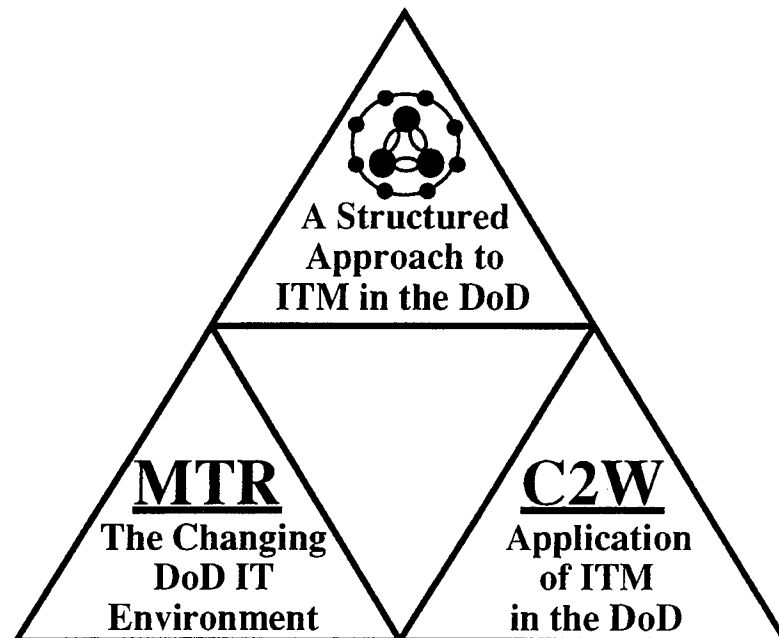 A Structured
Approach to
ITM in the DoD
MTR
The Changing
DoD IT
Environment
C2W
Application
of ITM
in the DoD